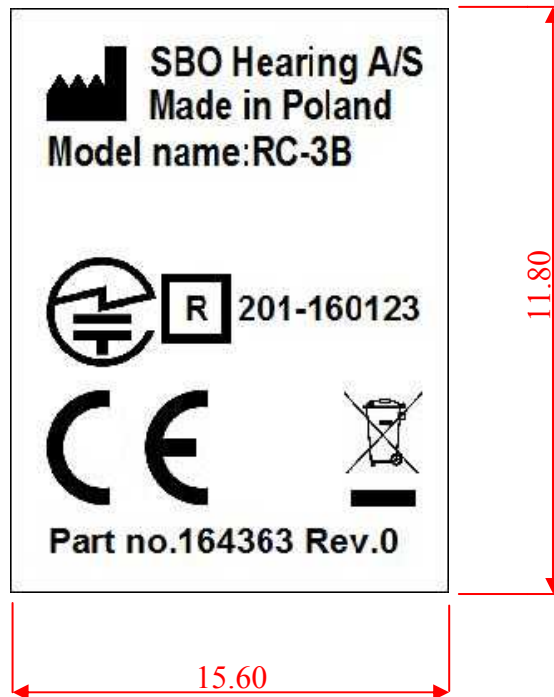 SBO Hearing A/S
Made in Poland
Model name:RC-3B
R 201-160123
CE
Part no.164363 Rev.0
11.80
15.60